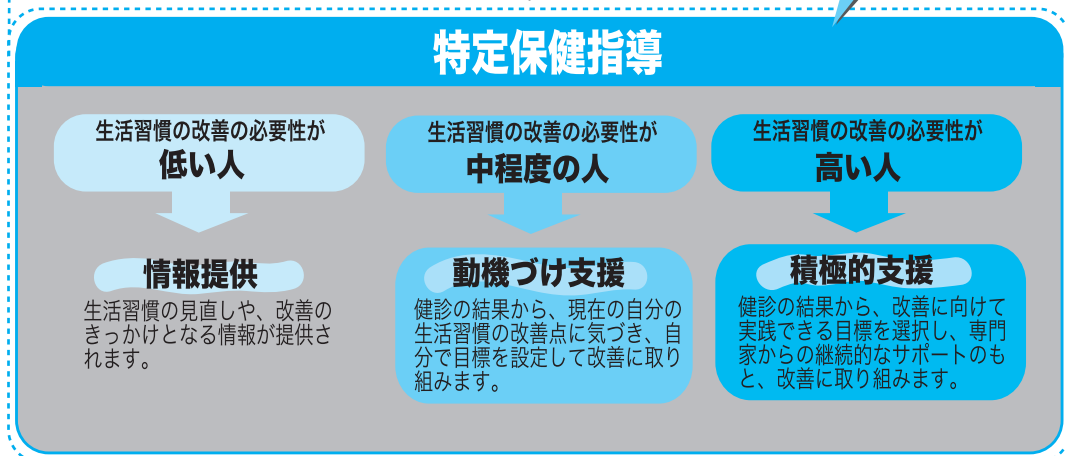 特定保健指導
生活習慣の改善の必要性が
低い人
情報提供
生活習慣の見直しや、改善の
きっかけとなる情報が提供さ
れます。
生活習慣の改善の必要性が
中程度の人
動機づけ支援
健診の結果から、現在の自分の
生活習慣の改善点に気づき、自
分で目標を設定して改善に取り
組みます。
生活習慣の改善の必要性が
高い人
積極的支援
健診の結果から、改善に向けて
実践できる目標を選択し、専門
家からの継続的なサポートのも
と、改善に取り組みます。